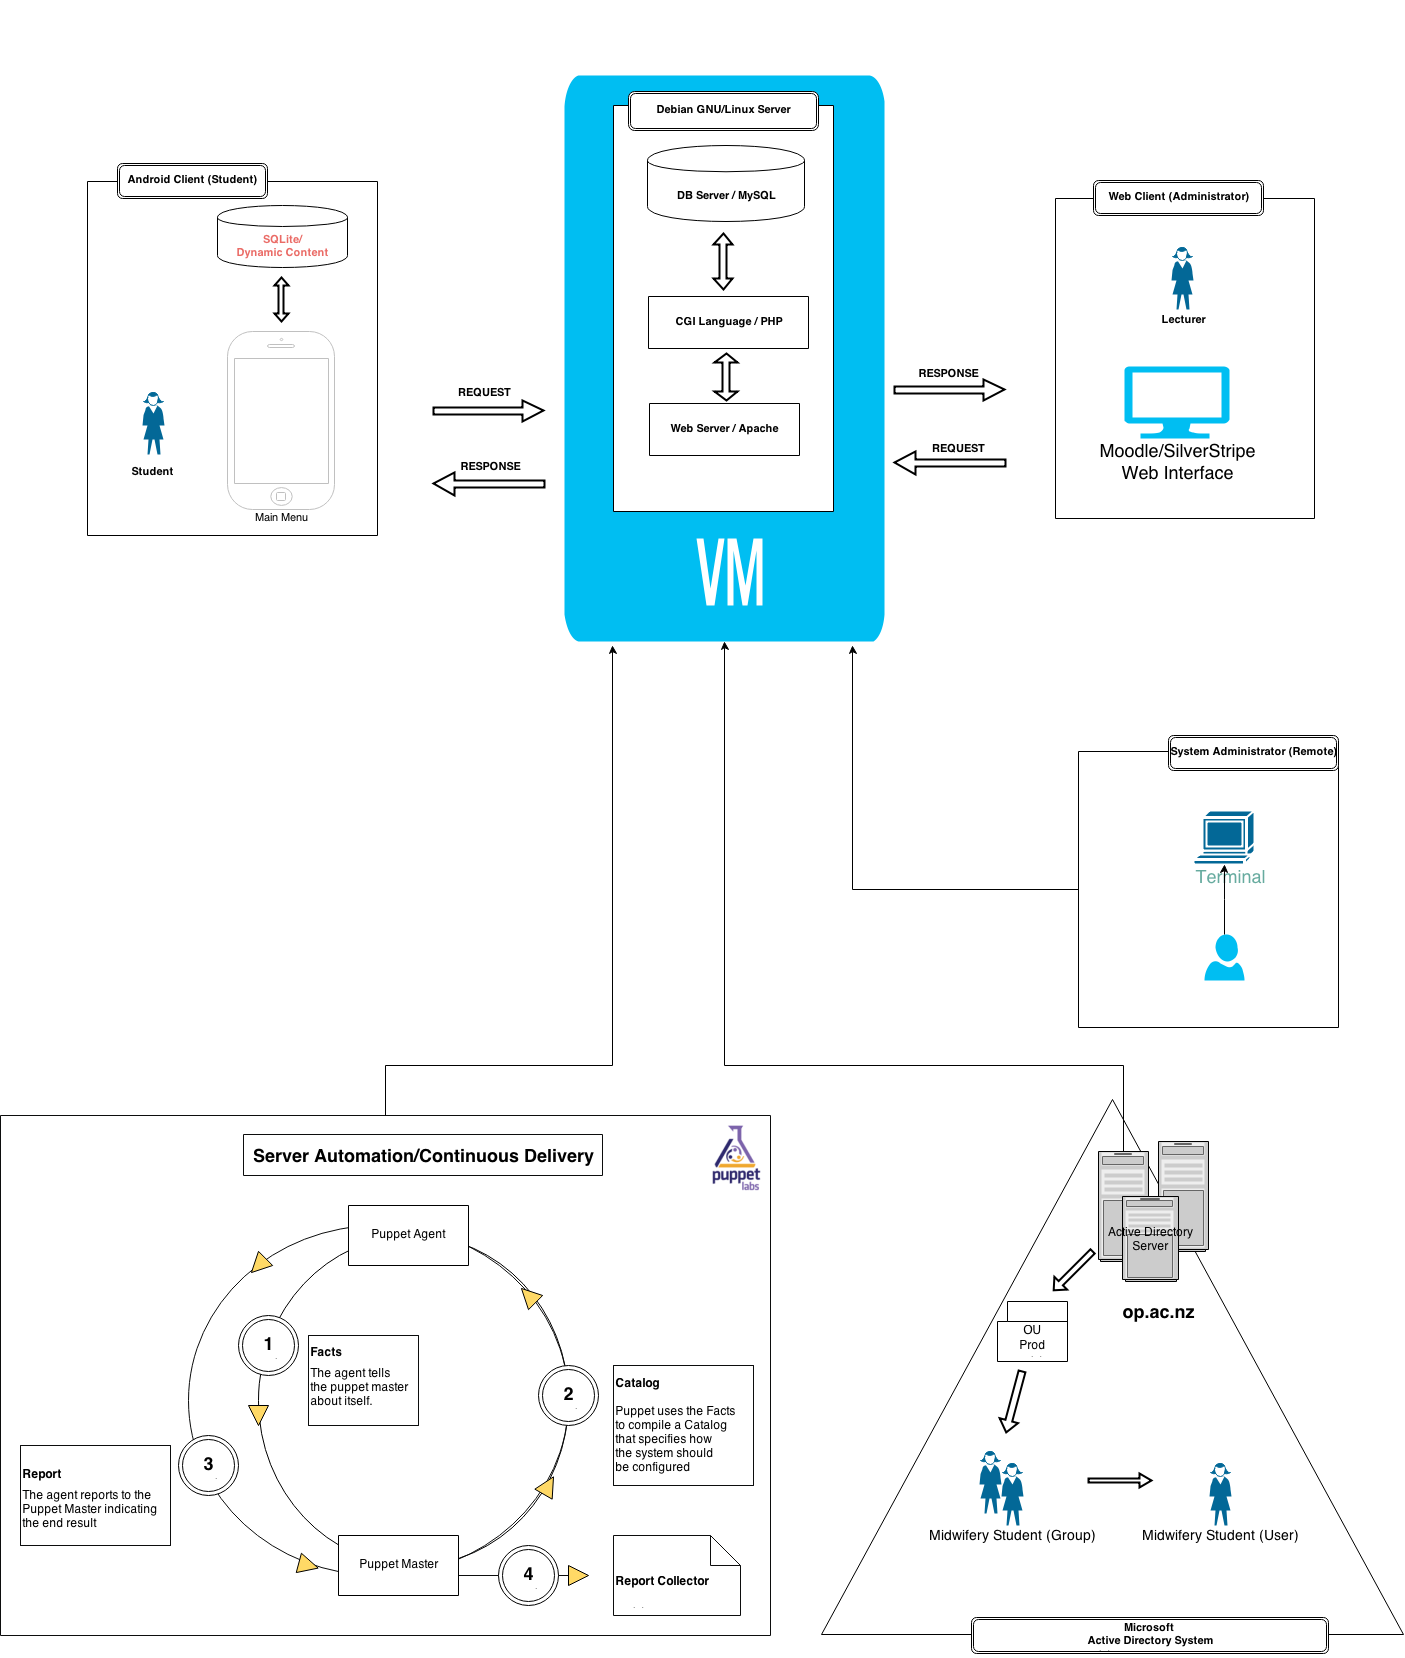 Debian GNU/Linux Server
DB Server / MySQL
CGI Language / PHP
Web Server / Apache
VM
Android Client (Student)
SQLite/
Dynamic Content
Student
Main Menu
REQUEST
RESPONSE
RESPONSE
REQUEST
Web Client (Administrator)
Lecturer
Moodle/SilverStripe
Web Interface
System Administrator (Remote)
Terminal
Server Automation/Continuous Delivery
puppet
labs
Puppet Agent
1
Facts
The agent tells
the puppet master
about itself.
2
Catalog
Puppet uses the Facts
to compile a Catalog
that specifies how
the system should
be configured
3
Report
The agent reports to the
Puppet Master indicating
the end result
Puppet Master
4
Report Collector
Active Directory
Server
op.ac.nz
OU
Prod
Midwifery Student (Group)
Midwifery Student (User)
Microsoft
Active Directory System